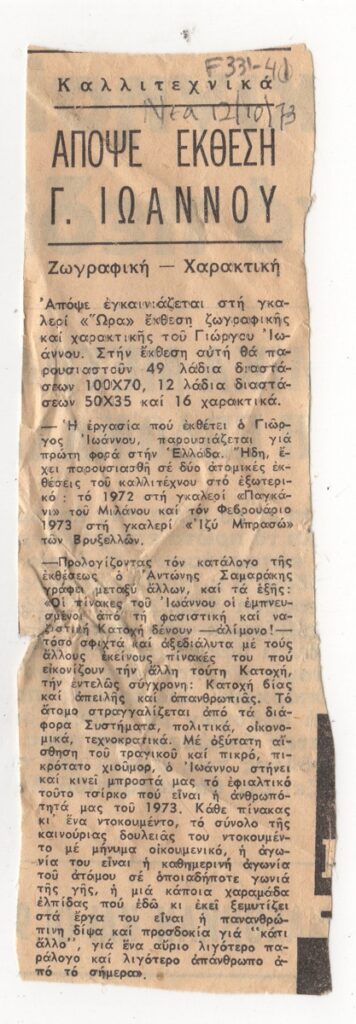 F331-41
Καλλιτεχνικά
Νέα 12/10/73
ΑΠΟΨΕ ΕΚΘΕΣΗ
Γ. ΙΩΑΝΝΟΥ
Ζωγραφική — Χαρακτική
Ἀπόψε ἐγκαινιάζεται στή γκα-
λερί «Ὥρα» ἔκθεση ζωγραφικῆς
καί χαρακτικῆς τοῦ Γιώργου Ἰω-
άννου. Στήν ἔκθεση αὐτή θά πα-
ρουσιαστοῦν 49 λάδια διαστά-
σεων 100Χ70, 12 λάδια διαστά-
σεων 50Χ35 καί 16 χαρακτικά.
— Ἡ ἐργασία πού ἐκθέτει ὁ Γιῶρ-
γος Ἰωάννου, παρουσιάζεται γιά
πρώτη φορά στήν Ἑλλάδα. Ἤδη, ἔ-
χει παρουσιασθῆ σέ δύο ἀτομικές ἐκ-
θέσεις τοῦ καλλιτέχνου στό ἐξωτερι-
κό : τό 1972 στή γκαλερί «Παγκά-
νι» τοῦ Μιλάνου καί τόν Φεβρουάριο
1973 στή γκαλερί «Ἰζύ Μπρασώ»
τῶν Βρυξελλῶν.
—Προλογίζοντας τόν κατάλογο τῆς
ἐκθέσεως ὁ Ἀντώνης Σαμαράκης
γράφει μεταξύ ἄλλων, καί τά ἑξῆς:
«Οἱ πίνακες τοῦ Ἰωάννου οἱ ἐμπνευ-
σμένοι ἀπό τή φασιστική καί να-
ζιστική Κατοχή δένουν —ἀλίμονο!—
τόσο σφιχτά καί ἀξεδιάλυτα μέ τούς
ἄλλους ἐκείνους πίνακές του πού
εἰκονίζουν τήν ἄλλη τούτη Κατοχή,
τήν ἐντελῶς σύγχρονη: Κατοχή βίας
καί ἀπειλῆς καί ἀπανθρωπιᾶς. Τό
ἄτομο στραγγαλίζεται ἀπό τά διά-
φορα Συστήματα, πολιτικά, οἰκονο-
μικά, τεχνοκρατικά. Μέ ὀξύτατη αἴ-
σθηση τοῦ τραγικοῦ καί πικρό, πι-
κρότατο χιοῦμορ, ὁ Ἰωάννου στήνει
καί κινεῖ μπροστά μας τό ἐφιαλτικό
τοῦτο τσίρκο πού εἶναι ἡ ἀνθρωπό-
τητά μας τοῦ 1973. Κάθε πίνακας
κι' ἕνα ντοκουμέντο, τό σύνολο τῆς
καινούριας δουλειᾶς του ντοκουμέν-
το μέ μήνυμα οἰκουμενικό, ἡ ἀγω-
νία του εἶναι ἡ καθημερινή ἀγωνία
τοῦ ἀτόμου σέ ὁποιαδήποτε γωνιά
τῆς γῆς, ἡ μιά κάποια χαραμάδα
ἐλπίδας πού ἐδῶ κι ἐκεῖ ξεμυτίζει
στά ἔργα του εἶναι ἡ πανανθρώ-
πινη δίψα καί προσδοκία γιά "κάτι
ἄλλο", γιά ἕνα αὔριο λιγότερο πα-
ράλογο καί λιγότερο ἀπάνθρωπο ἀ-
πό τό σήμερα».